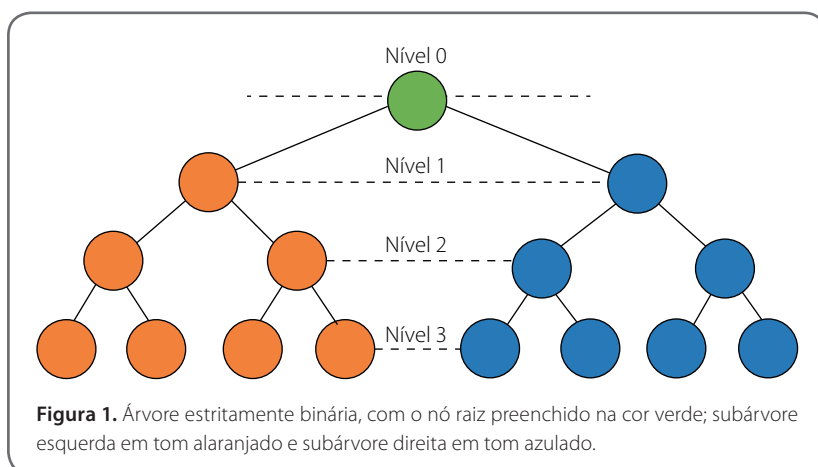 Nível 0
Nível 1
Nível 2
Nível 3
Figura 1. Árvore estritamente binária, com o nó raiz preenchido na cor verde; subárvore
esquerda em tom alaranjado e subárvore direita em tom azulado.